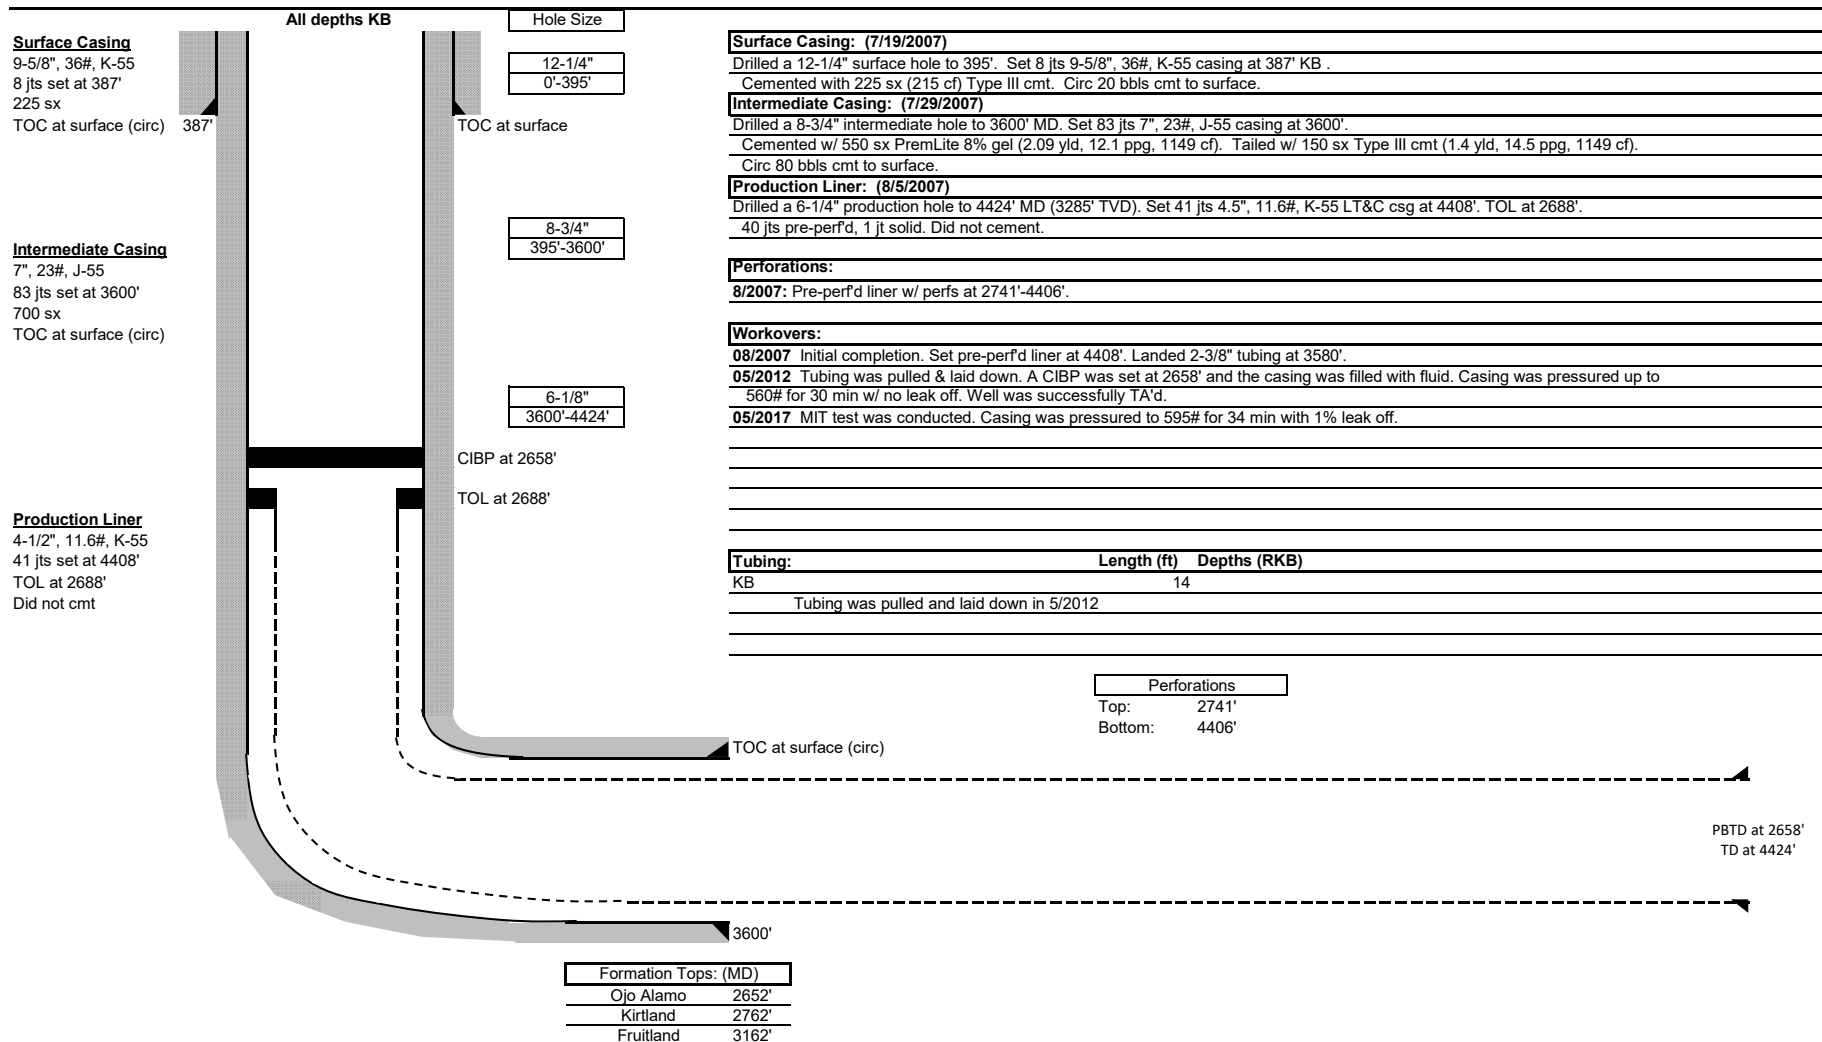 All depths KB
Hole Size
Surface Casing
9-5/8", 36#, K-55
8 jts set at 387'
225 sx
TOC at surface (circ)
387'
TOC at surface
12-1/4"
0'-395'
Intermediate Casing
7", 23#, J-55
83 jts set at 3600'
700 sx
TOC at surface (circ)
8-3/4"
395'-3600'
6-1/8"
3600'-4424'
CIBP at 2658'
TOL at 2688'
Production Liner
4-1/2", 11.6#, K-55
41 jts set at 4408'
TOL at 2688'
Did not cmt
Surface Casing: (7/19/2007)
Drilled a 12-1/4" surface hole to 395'. Set 8 jts 9-5/8", 36#, K-55 casing at 387' KB .
Cemented with 225 sx (215 cf) Type III cmt. Circ 20 bbls cmt to surface.
Intermediate Casing: (7/29/2007)
Drilled a 8-3/4" intermediate hole to 3600' MD. Set 83 jts 7", 23#, J-55 casing at 3600'.
Cemented w/ 550 sx PremLite 8% gel (2.09 yld, 12.1 ppg, 1149 cf). Tailed w/ 150 sx Type III cmt (1.4 yld, 14.5 ppg, 1149 cf).
Circ 80 bbls cmt to surface.
Production Liner: (8/5/2007)
Drilled a 6-1/4" production hole to 4424' MD (3285' TVD). Set 41 jts 4.5", 11.6#, K-55 LT&C csg at 4408'. TOL at 2688'.
40 jts pre-perf'd, 1 jt solid. Did not cement.
Perforations:
8/2007: Pre-perf'd liner w/ perfs at 2741'-4406'.
Workovers:
08/2007 Initial completion. Set pre-perf'd liner at 4408'. Landed 2-3/8" tubing at 3580'.
05/2012 Tubing was pulled & laid down. A CIBP was set at 2658' and the casing was filled with fluid. Casing was pressured up to
560# for 30 min w/ no leak off. Well was successfully TA'd.
05/2017 MIT test was conducted. Casing was pressured to 595# for 34 min with 1% leak off.
Tubing: Length (ft) Depths (RKB)
KB 14
Tubing was pulled and laid down in 5/2012
Perforations
Top: 2741'
Bottom: 4406'
TOC at surface (circ)
PBTD at 2658'
TD at 4424'
3600'
Formation Tops: (MD)
Ojo Alamo 2652'
Kirtland 2762'
Fruitland 3162'